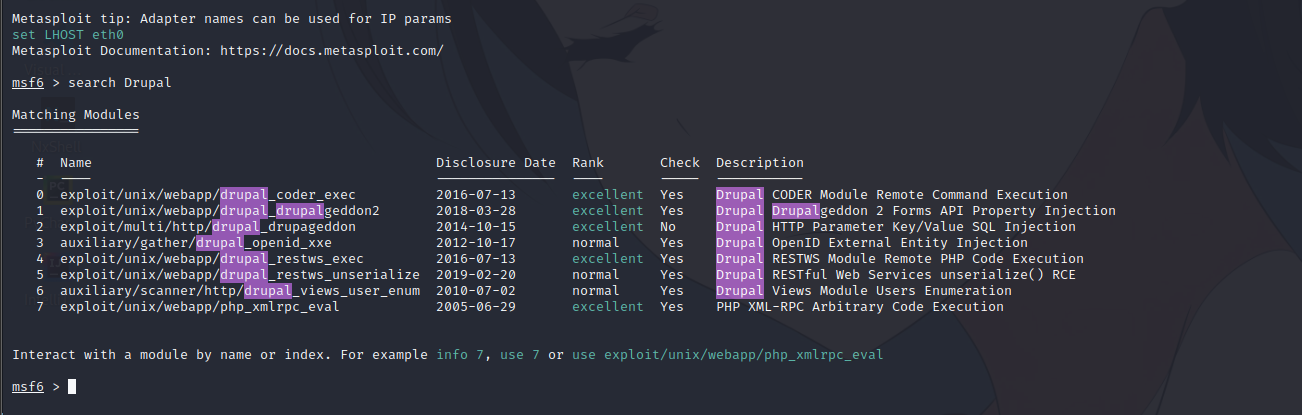 Metasploit tip: Adapter names can be used for IP params
set LHOST eth0
Metasploit Documentation: https://docs.metasploit.com/
msf6 > search Drupal
Matching Modules
================
#  Name                                      Disclosure Date  Rank       Check  Description
-  ----                                      ---------------  ----       -----  -----------
0  exploit/unix/webapp/drupal_coder_exec          2016-07-13       excellent  Yes    Drupal CODER Module Remote Command Execution
1  exploit/unix/webapp/drupal_drupalgeddon2       2018-03-28       excellent  Yes    Drupal Drupalgeddon 2 Forms API Property Injection
2  exploit/multi/http/drupal_drupageddon          2014-10-15       excellent  No     Drupal HTTP Parameter Key/Value SQL Injection
3  auxiliary/gather/drupal_openid_xxe             2012-10-17       normal     Yes    Drupal OpenID External Entity Injection
4  exploit/unix/webapp/drupal_restws_exec         2016-07-13       excellent  Yes    Drupal RESTWS Module Remote PHP Code Execution
5  exploit/unix/webapp/drupal_restws_unserialize  2019-02-20       normal     Yes    Drupal RESTful Web Services unserialize() RCE
6  auxiliary/scanner/http/drupal_views_user_enum  2010-07-02       normal     Yes    Drupal Views Module Users Enumeration
7  exploit/unix/webapp/php_xmlrpc_eval            2005-06-29       excellent  Yes    PHP XML-RPC Arbitrary Code Execution
Interact with a module by name or index. For example info 7, use 7 or use exploit/unix/webapp/php_xmlrpc_eval
msf6 >